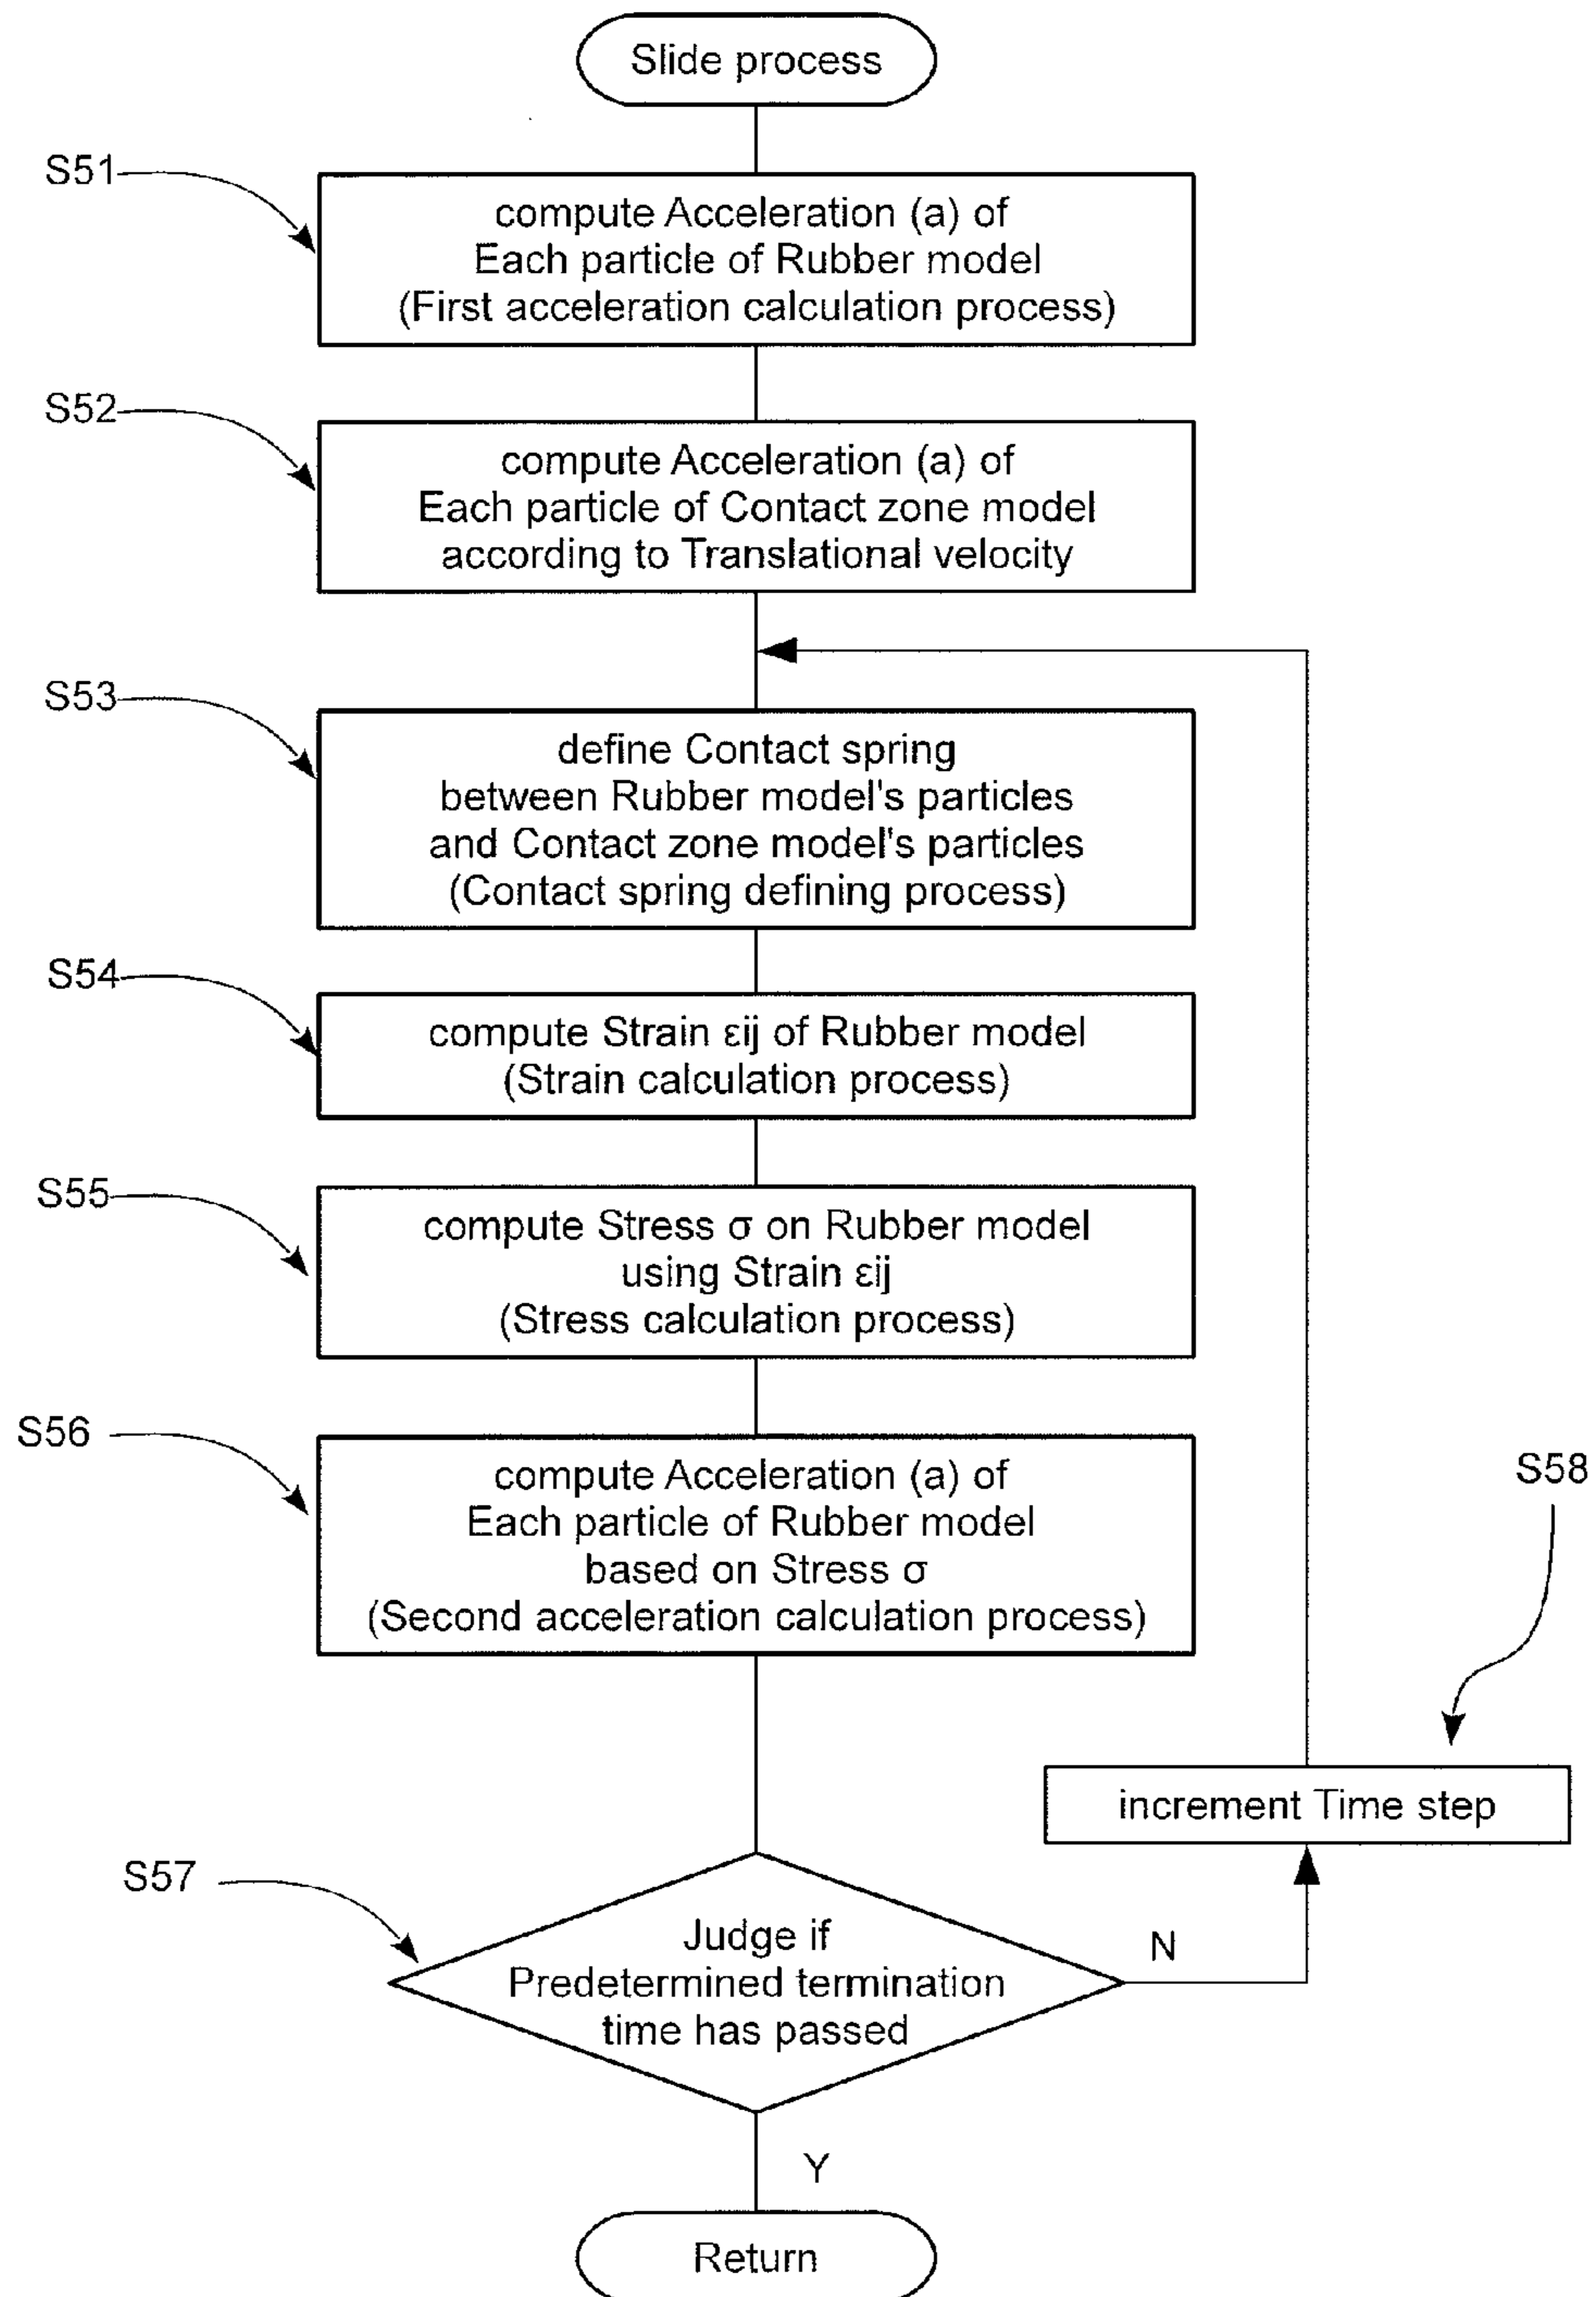 Slide process
S51
compute Acceleration (a) of
Each particle of Rubber model
(First acceleration calculation process)
S52
compute Acceleration (a) of
Each particle of Contact zone model
according to Translational velocity
S53
define Contact spring
between Rubber model's particles
and Contact zone model's particles
(Contact spring defining process)
S54
compute Strain εij of Rubber model
(Strain calculation process)
S55
compute Stress σ on Rubber model
using Strain εij
(Stress calculation process)
S56
compute Acceleration (a) of
Each particle of Rubber model
based on Stress σ
(Second acceleration calculation process)
S58
increment Time step
S57
Judge if
Predetermined termination
time has passed
N
Y
Return